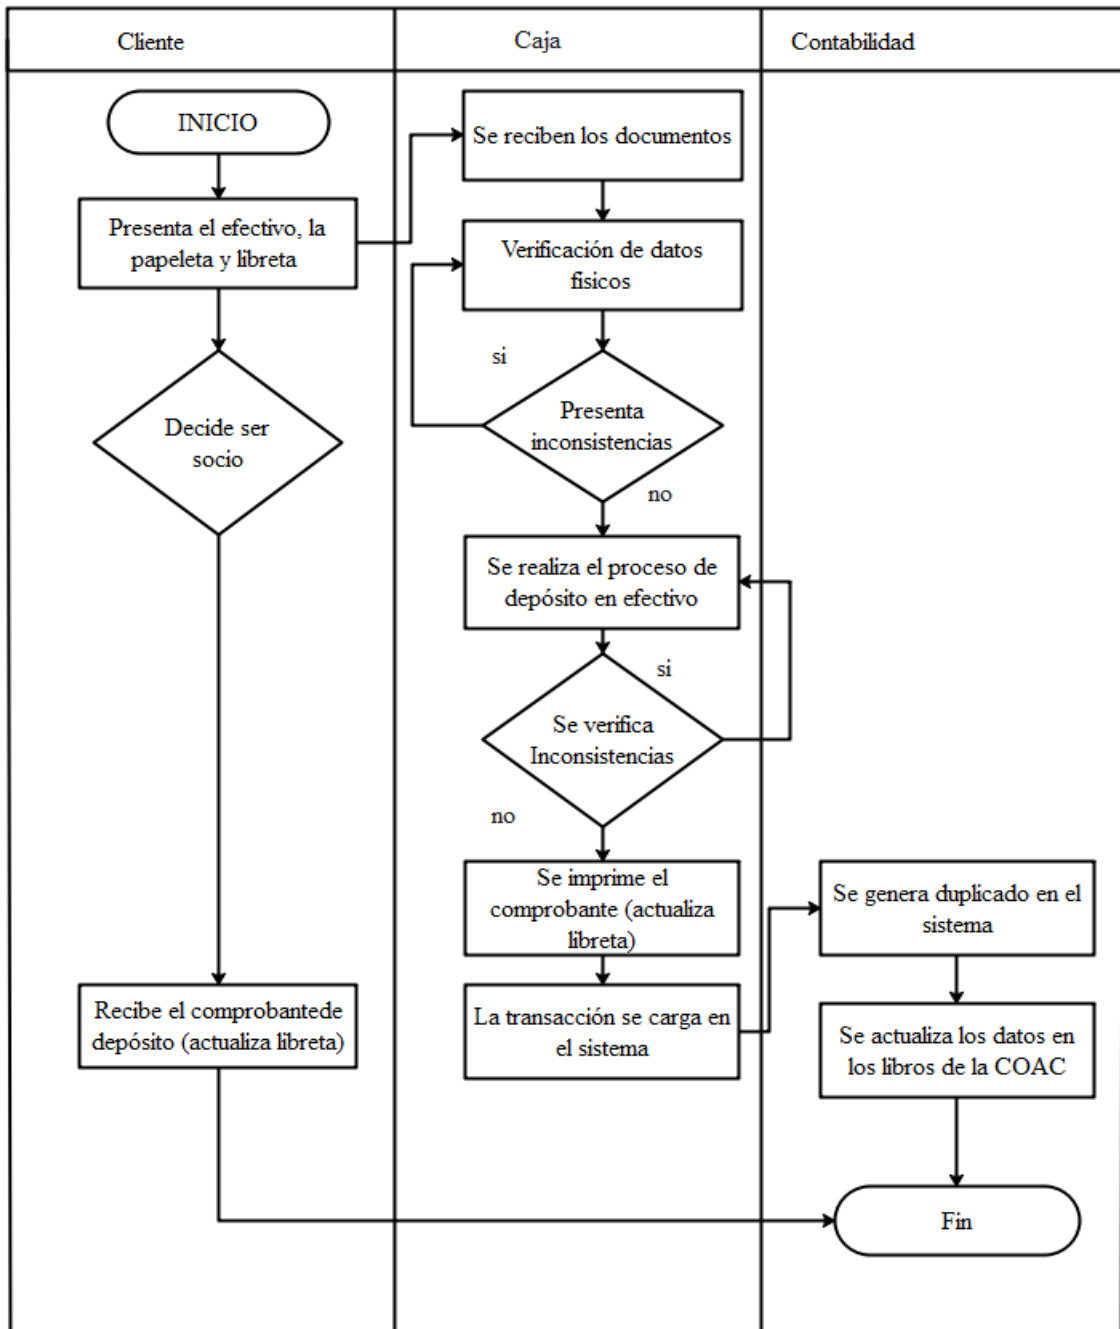 Cliente
Caja
Contabilidad
INICIO
Presenta el efectivo, la
papeleta y libreta
Decide ser
socio
Recibe el comprobantede
depósito (actualiza libreta)
Se reciben los documentos
Verificación de datos
físicos
si
Presenta
inconsistencias
no
Se realiza el proceso de
depósito en efectivo
si
Se verifica
Inconsistencias
no
Se imprime el
comprobante (actualiza
libreta)
La transacción se carga en
el sistema
Se genera duplicado en el
sistema
Se actualiza los datos en
los libros de la COAC
Fin